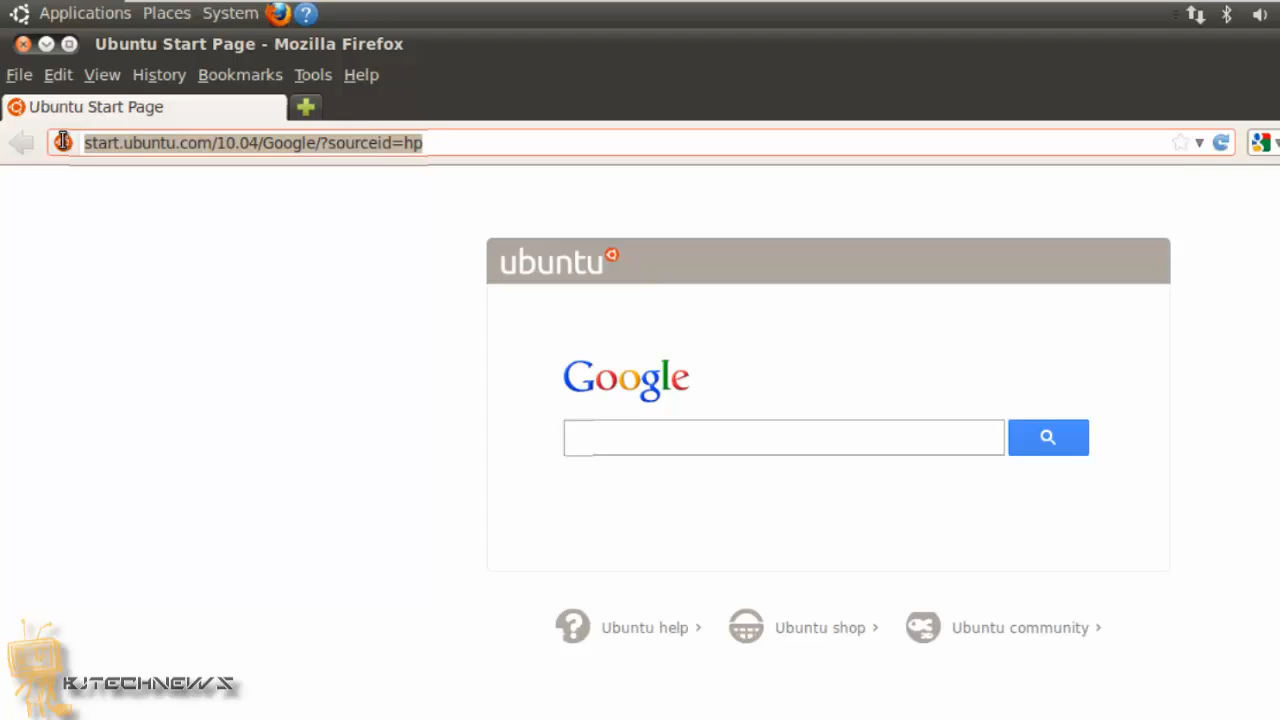 Applications Places System
Ubuntu Start Page - Mozilla Firefox
File Edit View History Bookmarks Tools Help
Ubuntu Start Page
start.ubuntu.com/10.04/Google/?sourceid=hp
ubuntu
Google
Ubuntu help ›
Ubuntu shop ›
Ubuntu community ›
KJTECHNEWS